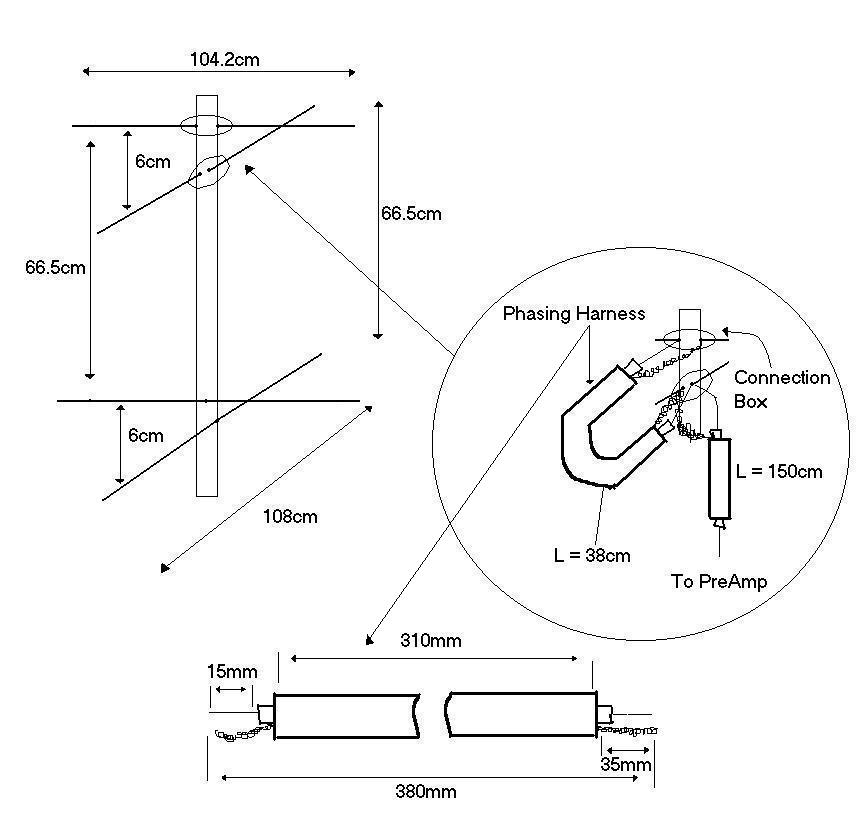 104.2cm
6cm
66.5cm
66.5cm
6cm
108cm
Phasing Harness
Connection
Box
L = 150cm
L = 38cm
To PreAmp
310mm
15mm
35mm
380mm